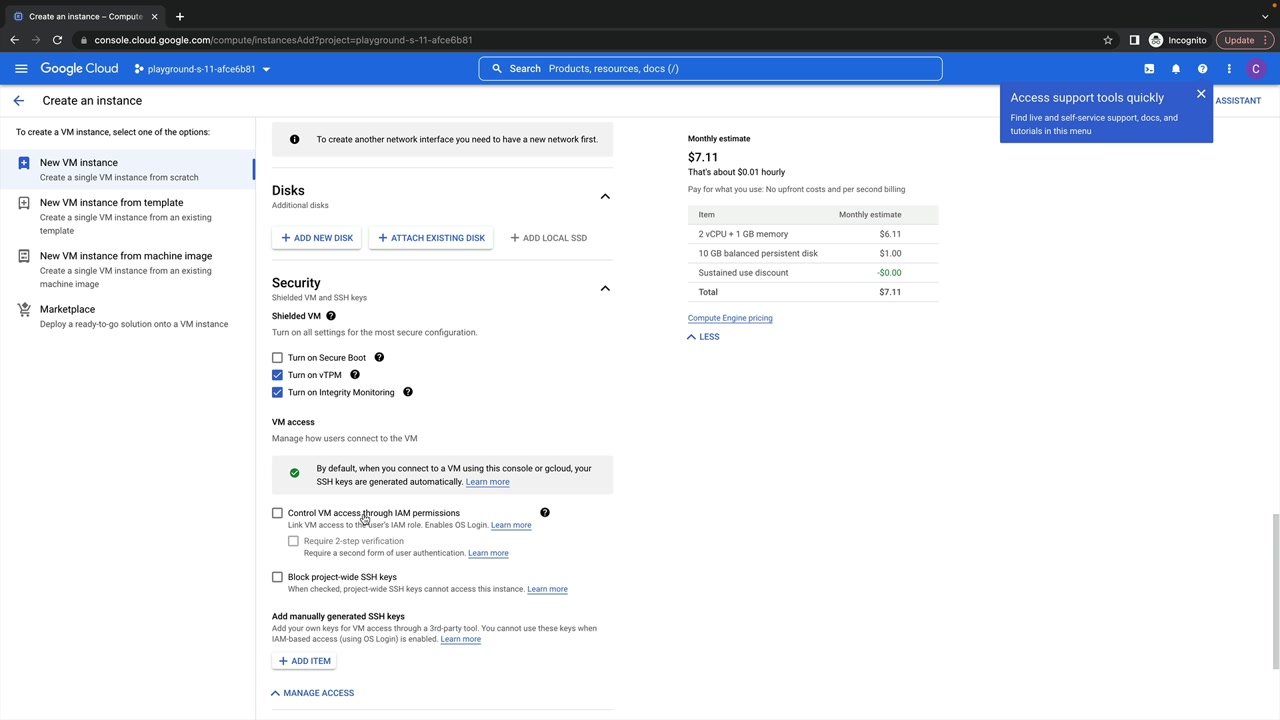 Create an instance – Compute
console.cloud.google.com/compute/instancesAdd?project=playground-s-11-afce6b81
Incognito
Update
Google Cloud
playground-s-11-afce6b81
Search Products, resources, docs (/)
C
Create an instance
ASSISTANT
Access support tools quickly
Find live and self-service support, docs, and
tutorials in this menu
To create a VM instance, select one of the options:
New VM instance
Create a single VM instance from scratch
New VM instance from template
Create a single VM instance from an existing
template
New VM instance from machine image
Create a single VM instance from an existing
machine image
Marketplace
Deploy a ready-to-go solution onto a VM instance
To create another network interface you need to have a new network first.
Disks
Additional disks
ADD NEW DISK
ATTACH EXISTING DISK
ADD LOCAL SSD
Security
Shielded VM and SSH keys
Shielded VM
Turn on all settings for the most secure configuration.
Turn on Secure Boot
Turn on vTPM
Turn on Integrity Monitoring
VM access
Manage how users connect to the VM
By default, when you connect to a VM using this console or gcloud, your
SSH keys are generated automatically. Learn more
Control VM access through IAM permissions
Link VM access to the user's IAM role. Enables OS Login. Learn more
Require 2-step verification
Require a second form of user authentication. Learn more
Block project-wide SSH keys
When checked, project-wide SSH keys cannot access this instance. Learn more
Add manually generated SSH keys
Add your own keys for VM access through a 3rd-party tool. You cannot use these keys when
IAM-based access (using OS Login) is enabled. Learn more
ADD ITEM
MANAGE ACCESS
Monthly estimate
$7.11
That's about $0.01 hourly
Pay for what you use: No upfront costs and per second billing
Item Monthly estimate
2 vCPU + 1 GB memory $6.11
10 GB balanced persistent disk $1.00
Sustained use discount -$0.00
Total $7.11
Compute Engine pricing
LESS